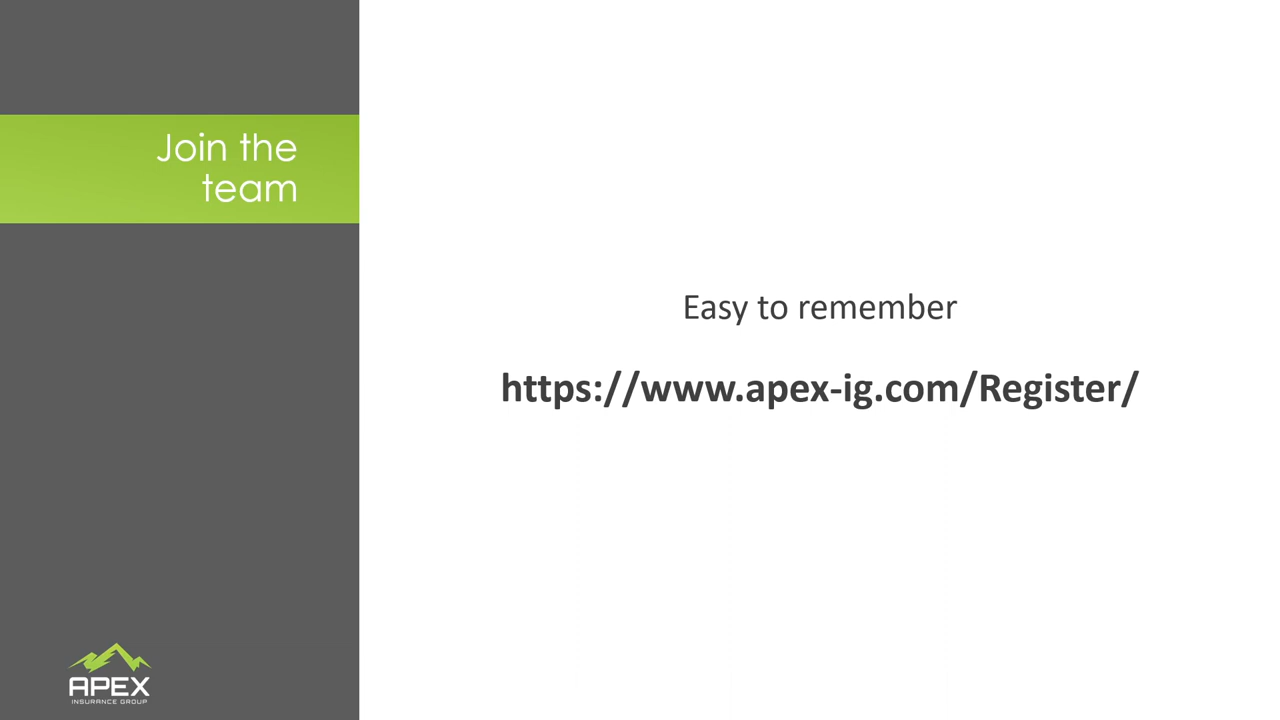 Join the
team
Easy to remember
https://www.apex-ig.com/Register/
APEX
INSURANCE GROUP